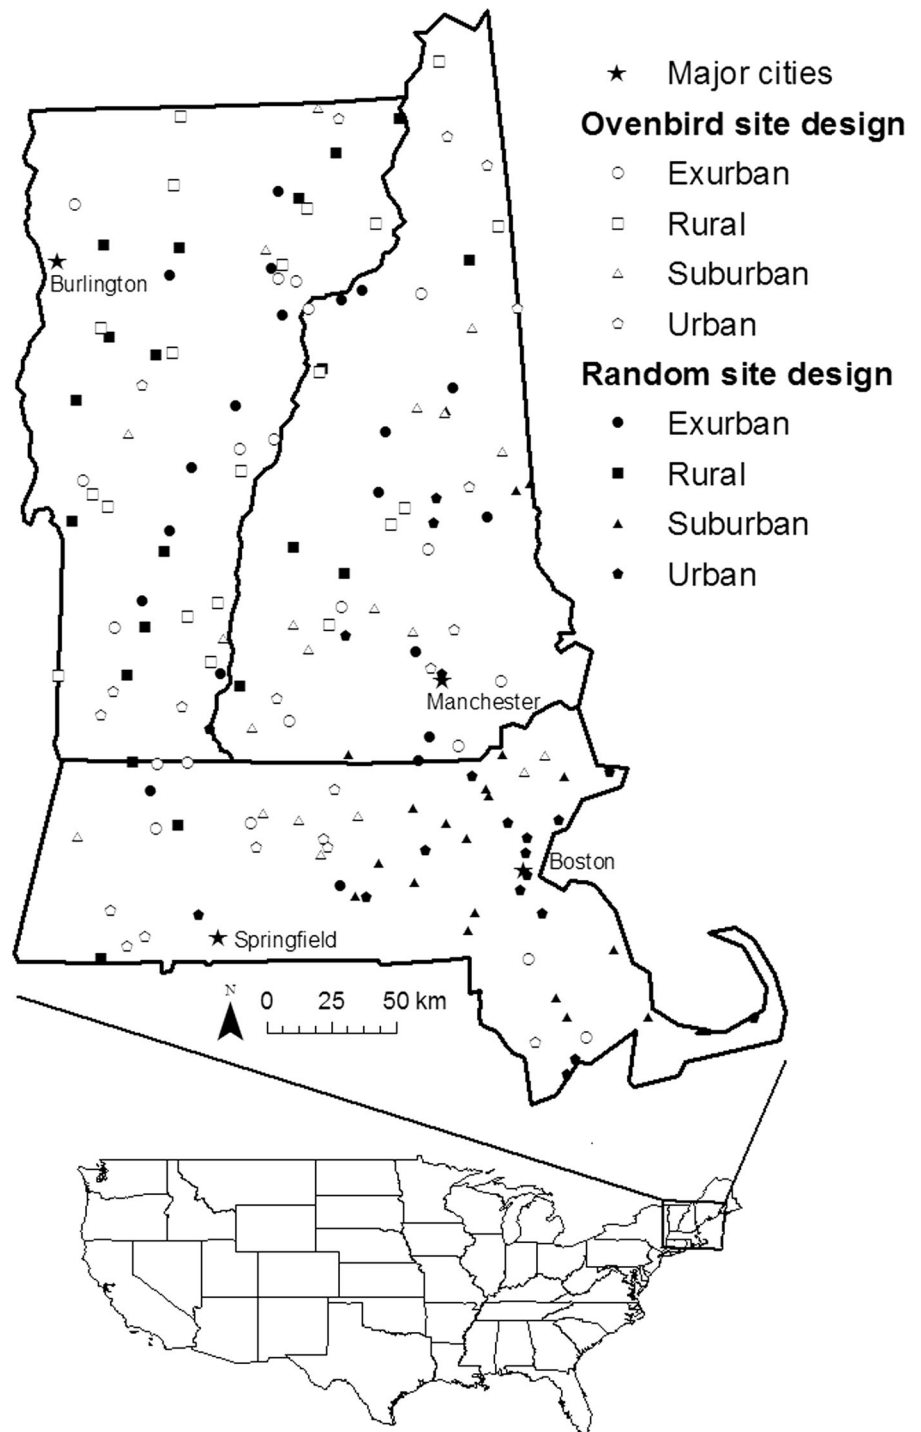 Major cities
Ovenbird site design
Exurban
Rural
Suburban
Urban
Random site design
Exurban
Rural
Suburban
Urban
Burlington
Manchester
Boston
Springfield
N
0 25 50 km